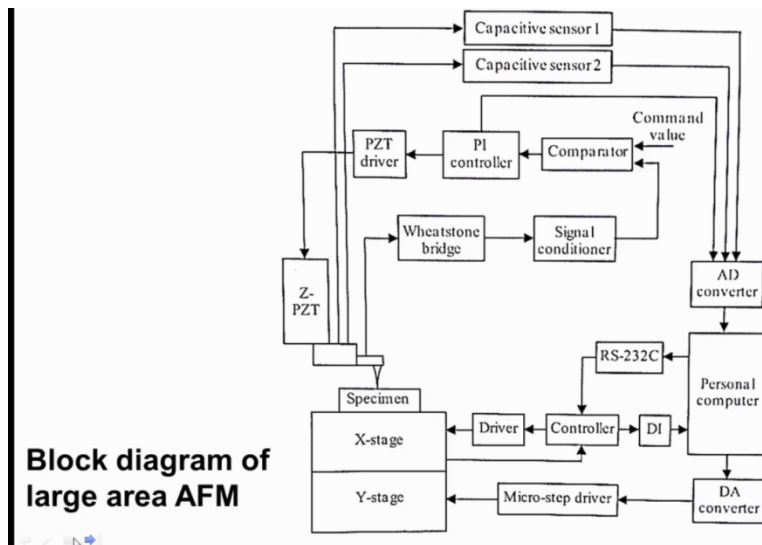 Capacitive sensor 1
Capacitive sensor 2
Command
value
PZT
driver
PI
controller
Comparator
Wheatstone
bridge
Signal
conditioner
Z-
PZT
AD
converter
RS-232C
Personal
computer
Specimen
X-stage
Driver
Controller
DI
Y-stage
Micro-step driver
DA
converter
Block diagram of
large area AFM